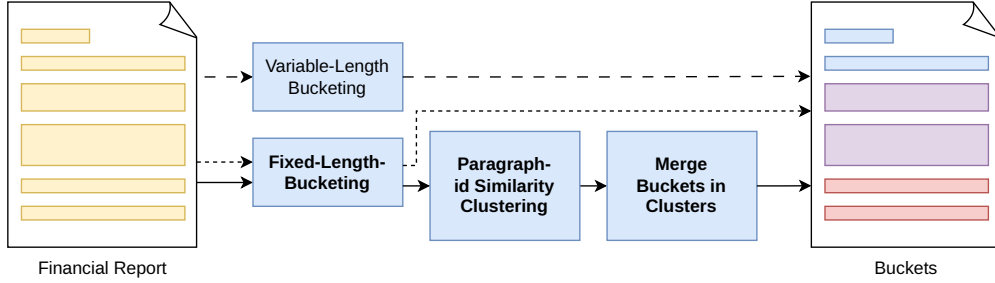 Variable-Length
Bucketing
Fixed-Length-
Bucketing
Paragraph-
id Similarity
Clustering
Merge
Buckets in
Clusters
Financial Report
Buckets